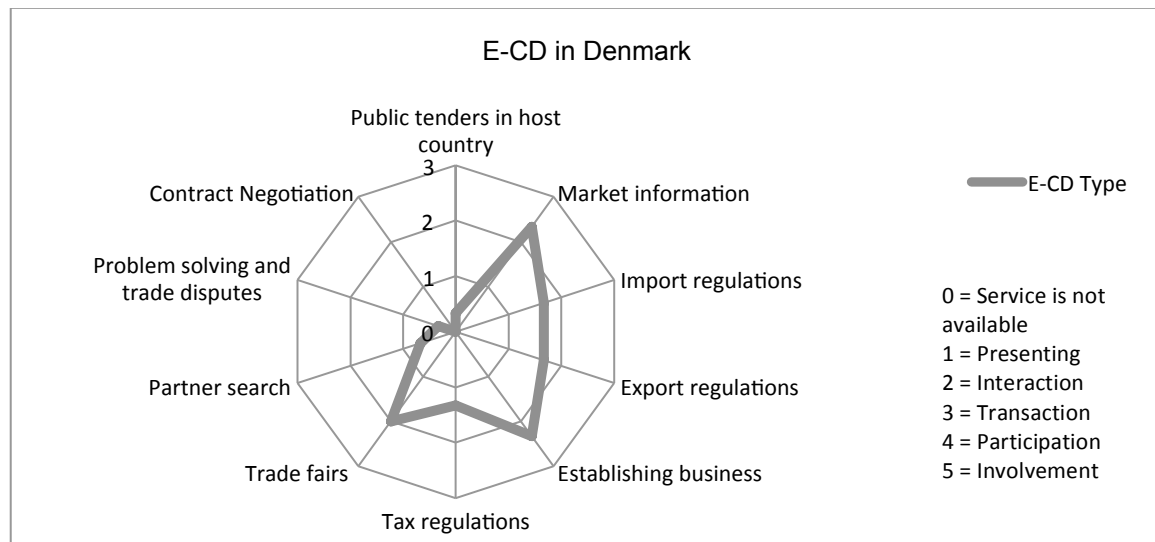 E-CD in Denmark
Public tenders in host
country
3
2
1
0
Market information
Import regulations
Export regulations
Establishing business
Tax regulations
Trade fairs
Partner search
Problem solving and
trade disputes
Contract Negotiation
E-CD Type
0 = Service is not
available
1 = Presenting
2 = Interaction
3 = Transaction
4 = Participation
5 = Involvement